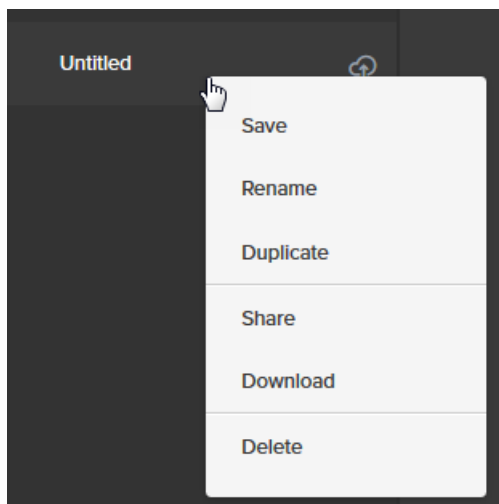 Untitled
Save
Rename
Duplicate
Share
Download
Delete